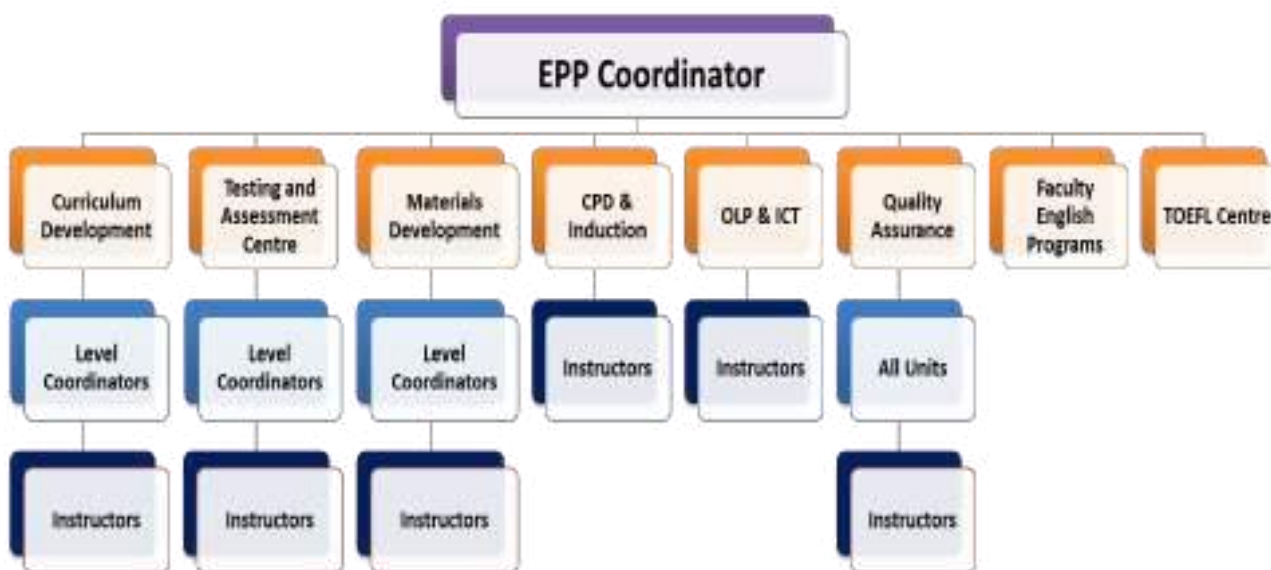 EPP Coordinator
Curriculum
Development
Testing and
Assessment
Centre
Materials
Development
CPD &
Induction
OLP & ICT
Quality
Assurance
Faculty
English
Programs
TOEFL Centre
Level
Coordinators
Level
Coordinators
Level
Coordinators
Instructors
Instructors
All Units
Instructors
Instructors
Instructors
Instructors